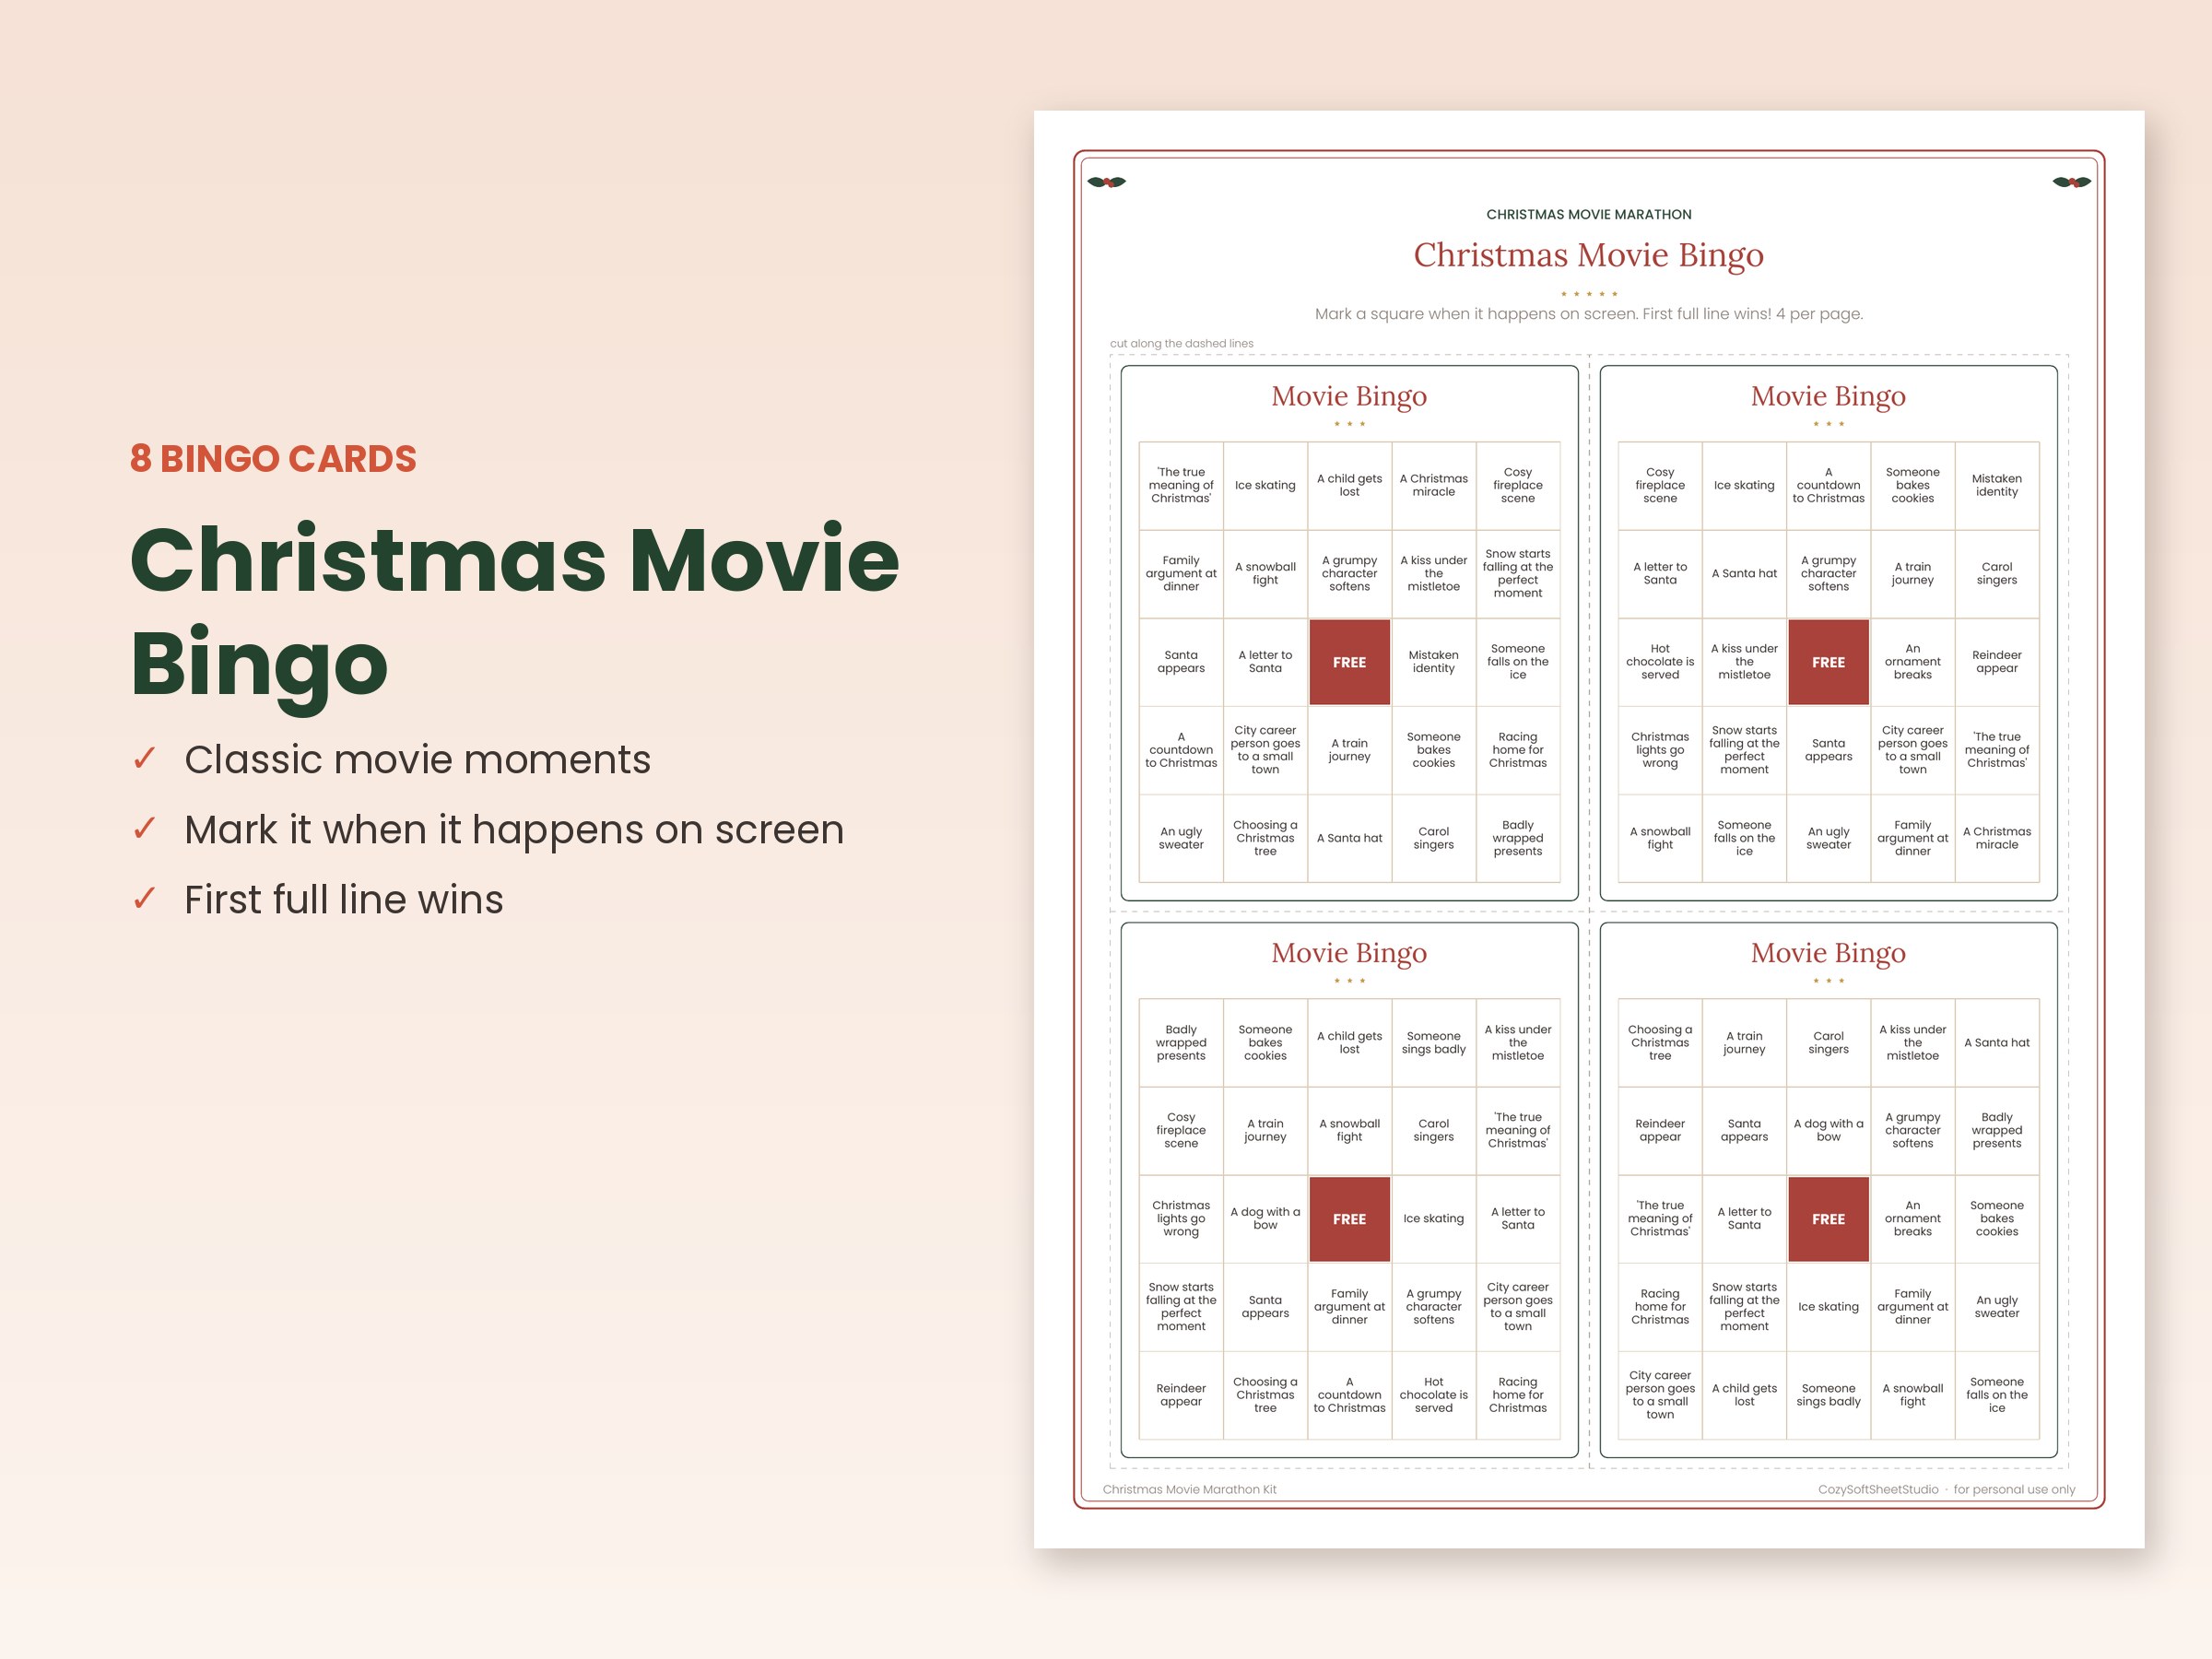 8 BINGO CARDS
Christmas Movie
Bingo
✓ Classic movie moments
✓ Mark it when it happens on screen
✓ First full line wins
CHRISTMAS MOVIE MARATHON
Christmas Movie Bingo
Mark a square when it happens on screen. First full line wins! 4 per page.
cut along the dashed lines
Movie Bingo
'The true
meaning of
Christmas'
Ice skating
A child gets
lost
A Christmas
miracle
Cosy
fireplace
scene
Family
argument at
dinner
A snowball
fight
A grumpy
character
softens
A kiss under
the
mistletoe
Snow starts
falling at the
perfect
moment
Santa
appears
A letter to
Santa
FREE
Mistaken
identity
Someone
falls on the
ice
A
countdown
to Christmas
City career
person goes
to a small
town
A train
journey
Someone
bakes
cookies
Racing
home for
Christmas
An ugly
sweater
Choosing a
Christmas
tree
A Santa hat
Carol
singers
Badly
wrapped
presents
Movie Bingo
Cosy
fireplace
scene
Ice skating
A
countdown
to Christmas
Someone
bakes
cookies
Mistaken
identity
A letter to
Santa
A Santa hat
A grumpy
character
softens
A train
journey
Carol
singers
Hot
chocolate is
served
A kiss under
the
mistletoe
FREE
An
ornament
breaks
Reindeer
appear
Christmas
lights go
wrong
Snow starts
falling at the
perfect
moment
Santa
appears
City career
person goes
to a small
town
'The true
meaning of
Christmas'
A snowball
fight
Someone
falls on the
ice
An ugly
sweater
Family
argument at
dinner
A Christmas
miracle
Movie Bingo
Badly
wrapped
presents
Someone
bakes
cookies
A child gets
lost
Someone
sings badly
A kiss under
the
mistletoe
Cosy
fireplace
scene
A train
journey
A snowball
fight
Carol
singers
'The true
meaning of
Christmas'
Christmas
lights go
wrong
A dog with a
bow
FREE
Ice skating
A letter to
Santa
Snow starts
falling at the
perfect
moment
Santa
appears
Family
argument at
dinner
A grumpy
character
softens
City career
person goes
to a small
town
Reindeer
appear
Choosing a
Christmas
tree
A
countdown
to Christmas
Hot
chocolate is
served
Racing
home for
Christmas
Movie Bingo
Choosing a
Christmas
tree
A train
journey
Carol
singers
A kiss under
the
mistletoe
A Santa hat
Reindeer
appear
Santa
appears
A dog with a
bow
A grumpy
character
softens
Badly
wrapped
presents
'The true
meaning of
Christmas'
A letter to
Santa
FREE
An
ornament
breaks
Someone
bakes
cookies
Racing
home for
Christmas
Snow starts
falling at the
perfect
moment
Ice skating
Family
argument at
dinner
An ugly
sweater
City career
person goes
to a small
town
A child gets
lost
Someone
sings badly
A snowball
fight
Someone
falls on the
ice
Christmas Movie Marathon Kit
CozySoftSheetStudio · for personal use only